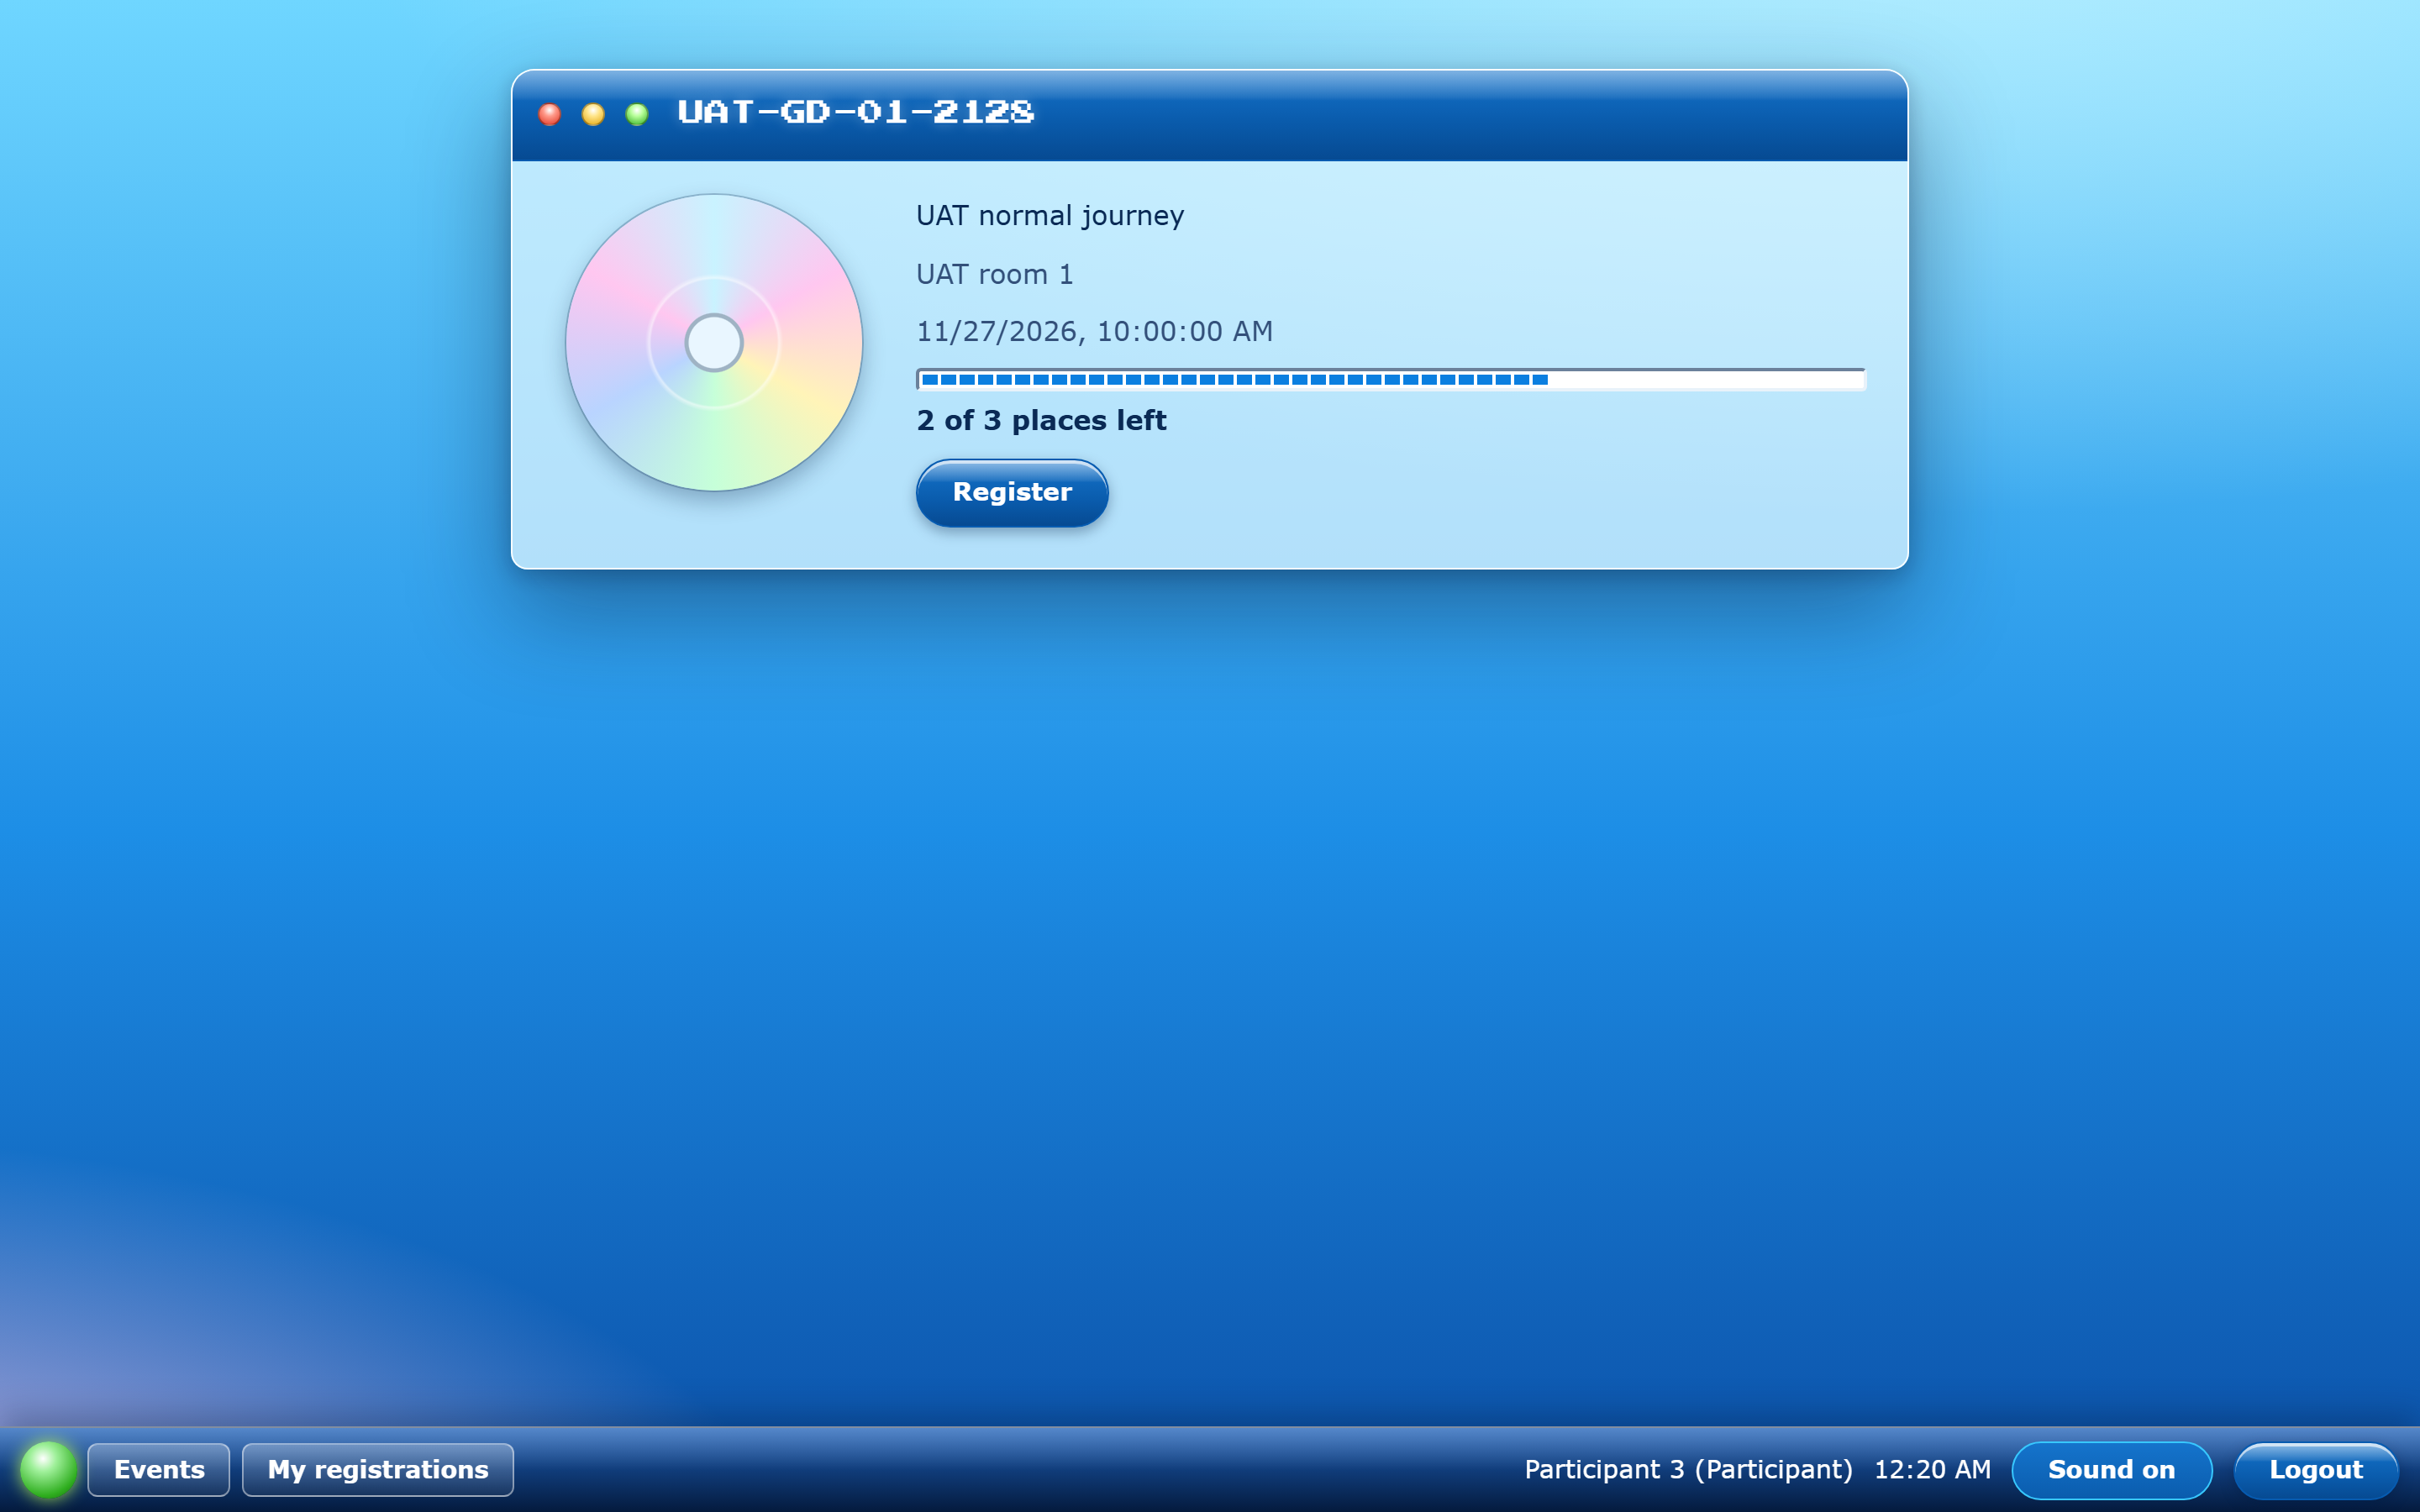 UAT-GD-01-2128
UAT normal journey
UAT room 1
11/27/2026, 10:00:00 AM
2 of 3 places left
Register
Events
My registrations
Participant 3 (Participant)
12:20 AM
Sound on
Logout